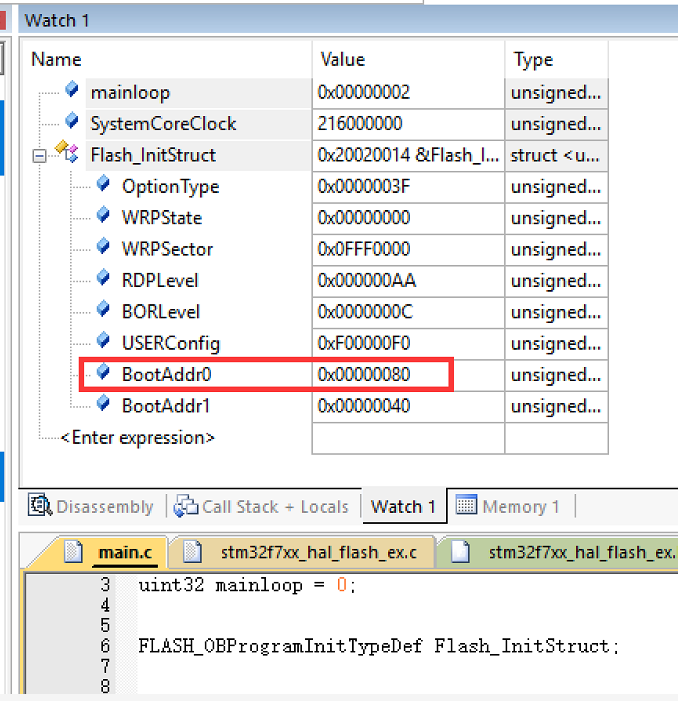 Watch 1
Name Value Type
mainloop 0x00000002 unsigned...
SystemCoreClock 216000000 unsigned...
Flash_InitStruct 0x20020014 &Flash_I... struct <u...
OptionType 0x0000003F unsigned...
WRPState 0x00000000 unsigned...
WRPSector 0x0FFF0000 unsigned...
RDPLevel 0x000000AA unsigned...
BORLevel 0x0000000C unsigned...
USERConfig 0xF00000F0 unsigned...
BootAddr0 0x00000080 unsigned...
BootAddr1 0x00000040 unsigned...
<Enter expression>
Disassembly Call Stack + Locals Watch 1 Memory 1
main.c stm32f7xx_hal_flash_ex.c stm32f7xx_hal_flash_ex.
3 uint32 mainloop = 0;
4
5
6 FLASH_OBProgramInitTypeDef Flash_InitStruct;
7
8